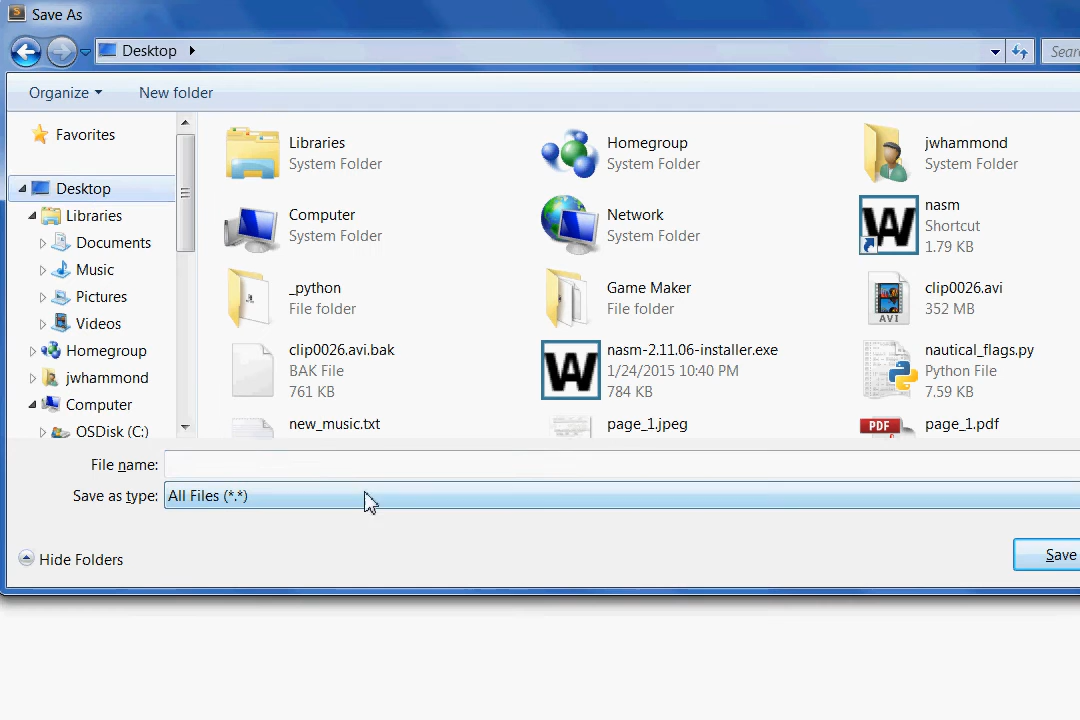 Save As
Desktop
Sear
Organize
New folder
Favorites
Desktop
Libraries
Documents
Music
Pictures
Videos
Homegroup
jwhammond
Computer
OSDisk (C:)
Libraries
System Folder
Homegroup
System Folder
jwhammond
System Folder
Computer
System Folder
Network
System Folder
nasm
Shortcut
1.79 KB
_python
File folder
Game Maker
File folder
AVI
clip0026.avi
352 MB
clip0026.avi.bak
BAK File
761 KB
nasm-2.11.06-installer.exe
1/24/2015 10:40 PM
784 KB
nautical_flags.py
Python File
7.59 KB
new_music.txt
page_1.jpeg
PDF
page_1.pdf
File name:
Save as type: All Files (*.*)
Hide Folders
Save